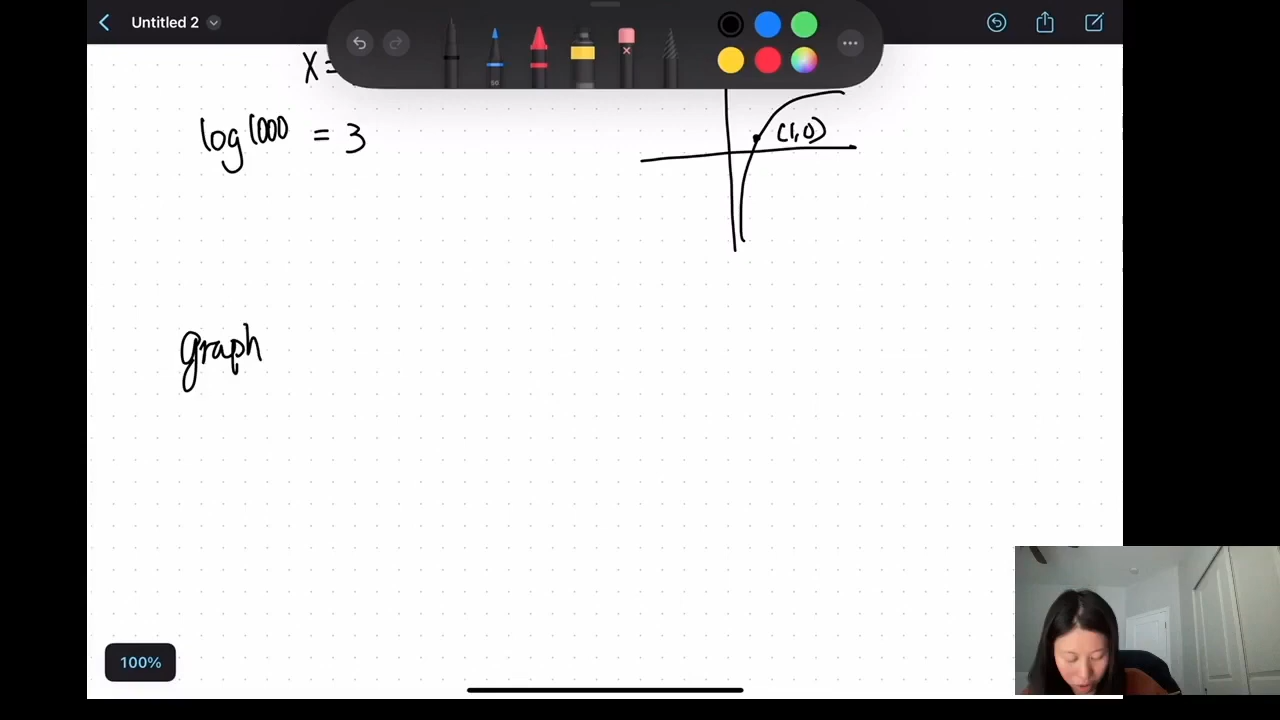 Untitled 2
X=
log 1000 = 3
(1,0)
graph
100%